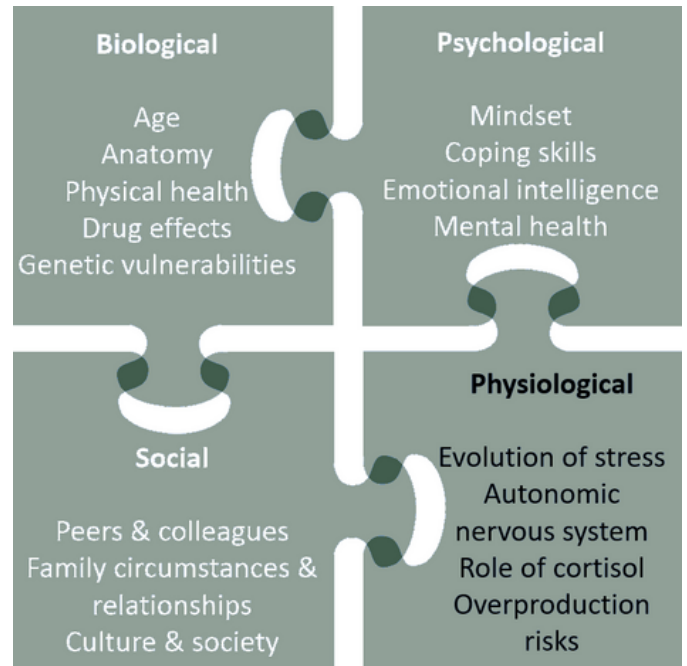 Biological
Age
Anatomy
Physical health
Drug effects
Genetic vulnerabilities
Psychological
Mindset
Coping skills
Emotional intelligence
Mental health
Social
Peers & colleagues
Family circumstances &
relationships
Culture & society
Physiological
Evolution of stress
Autonomic
nervous system
Role of cortisol
Overproduction
risks